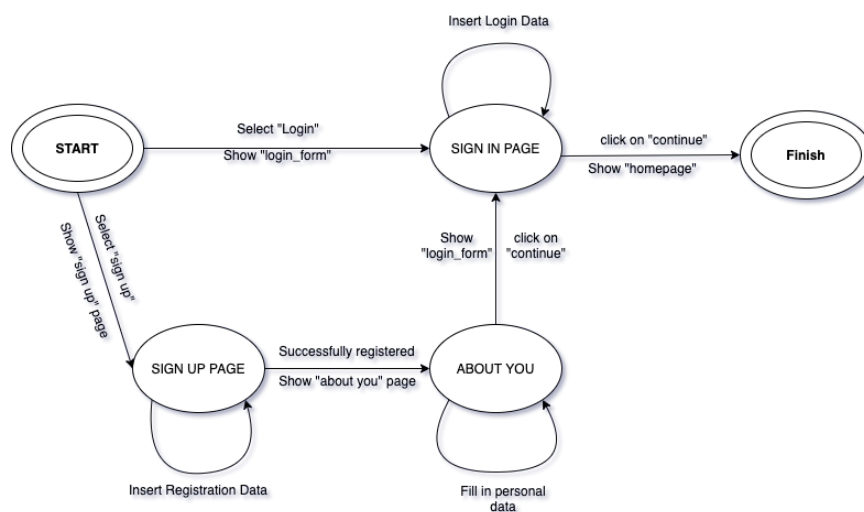 Insert Login Data
START
Select "Login"
Show "login_form"
SIGN IN PAGE
click on "continue"
Show "homepage"
Finish
Select "sign up"
Show "sign up" page
Show
"login_form"
click on
"continue"
SIGN UP PAGE
Successfully registered
Show "about you" page
ABOUT YOU
Insert Registration Data
Fill in personal
data